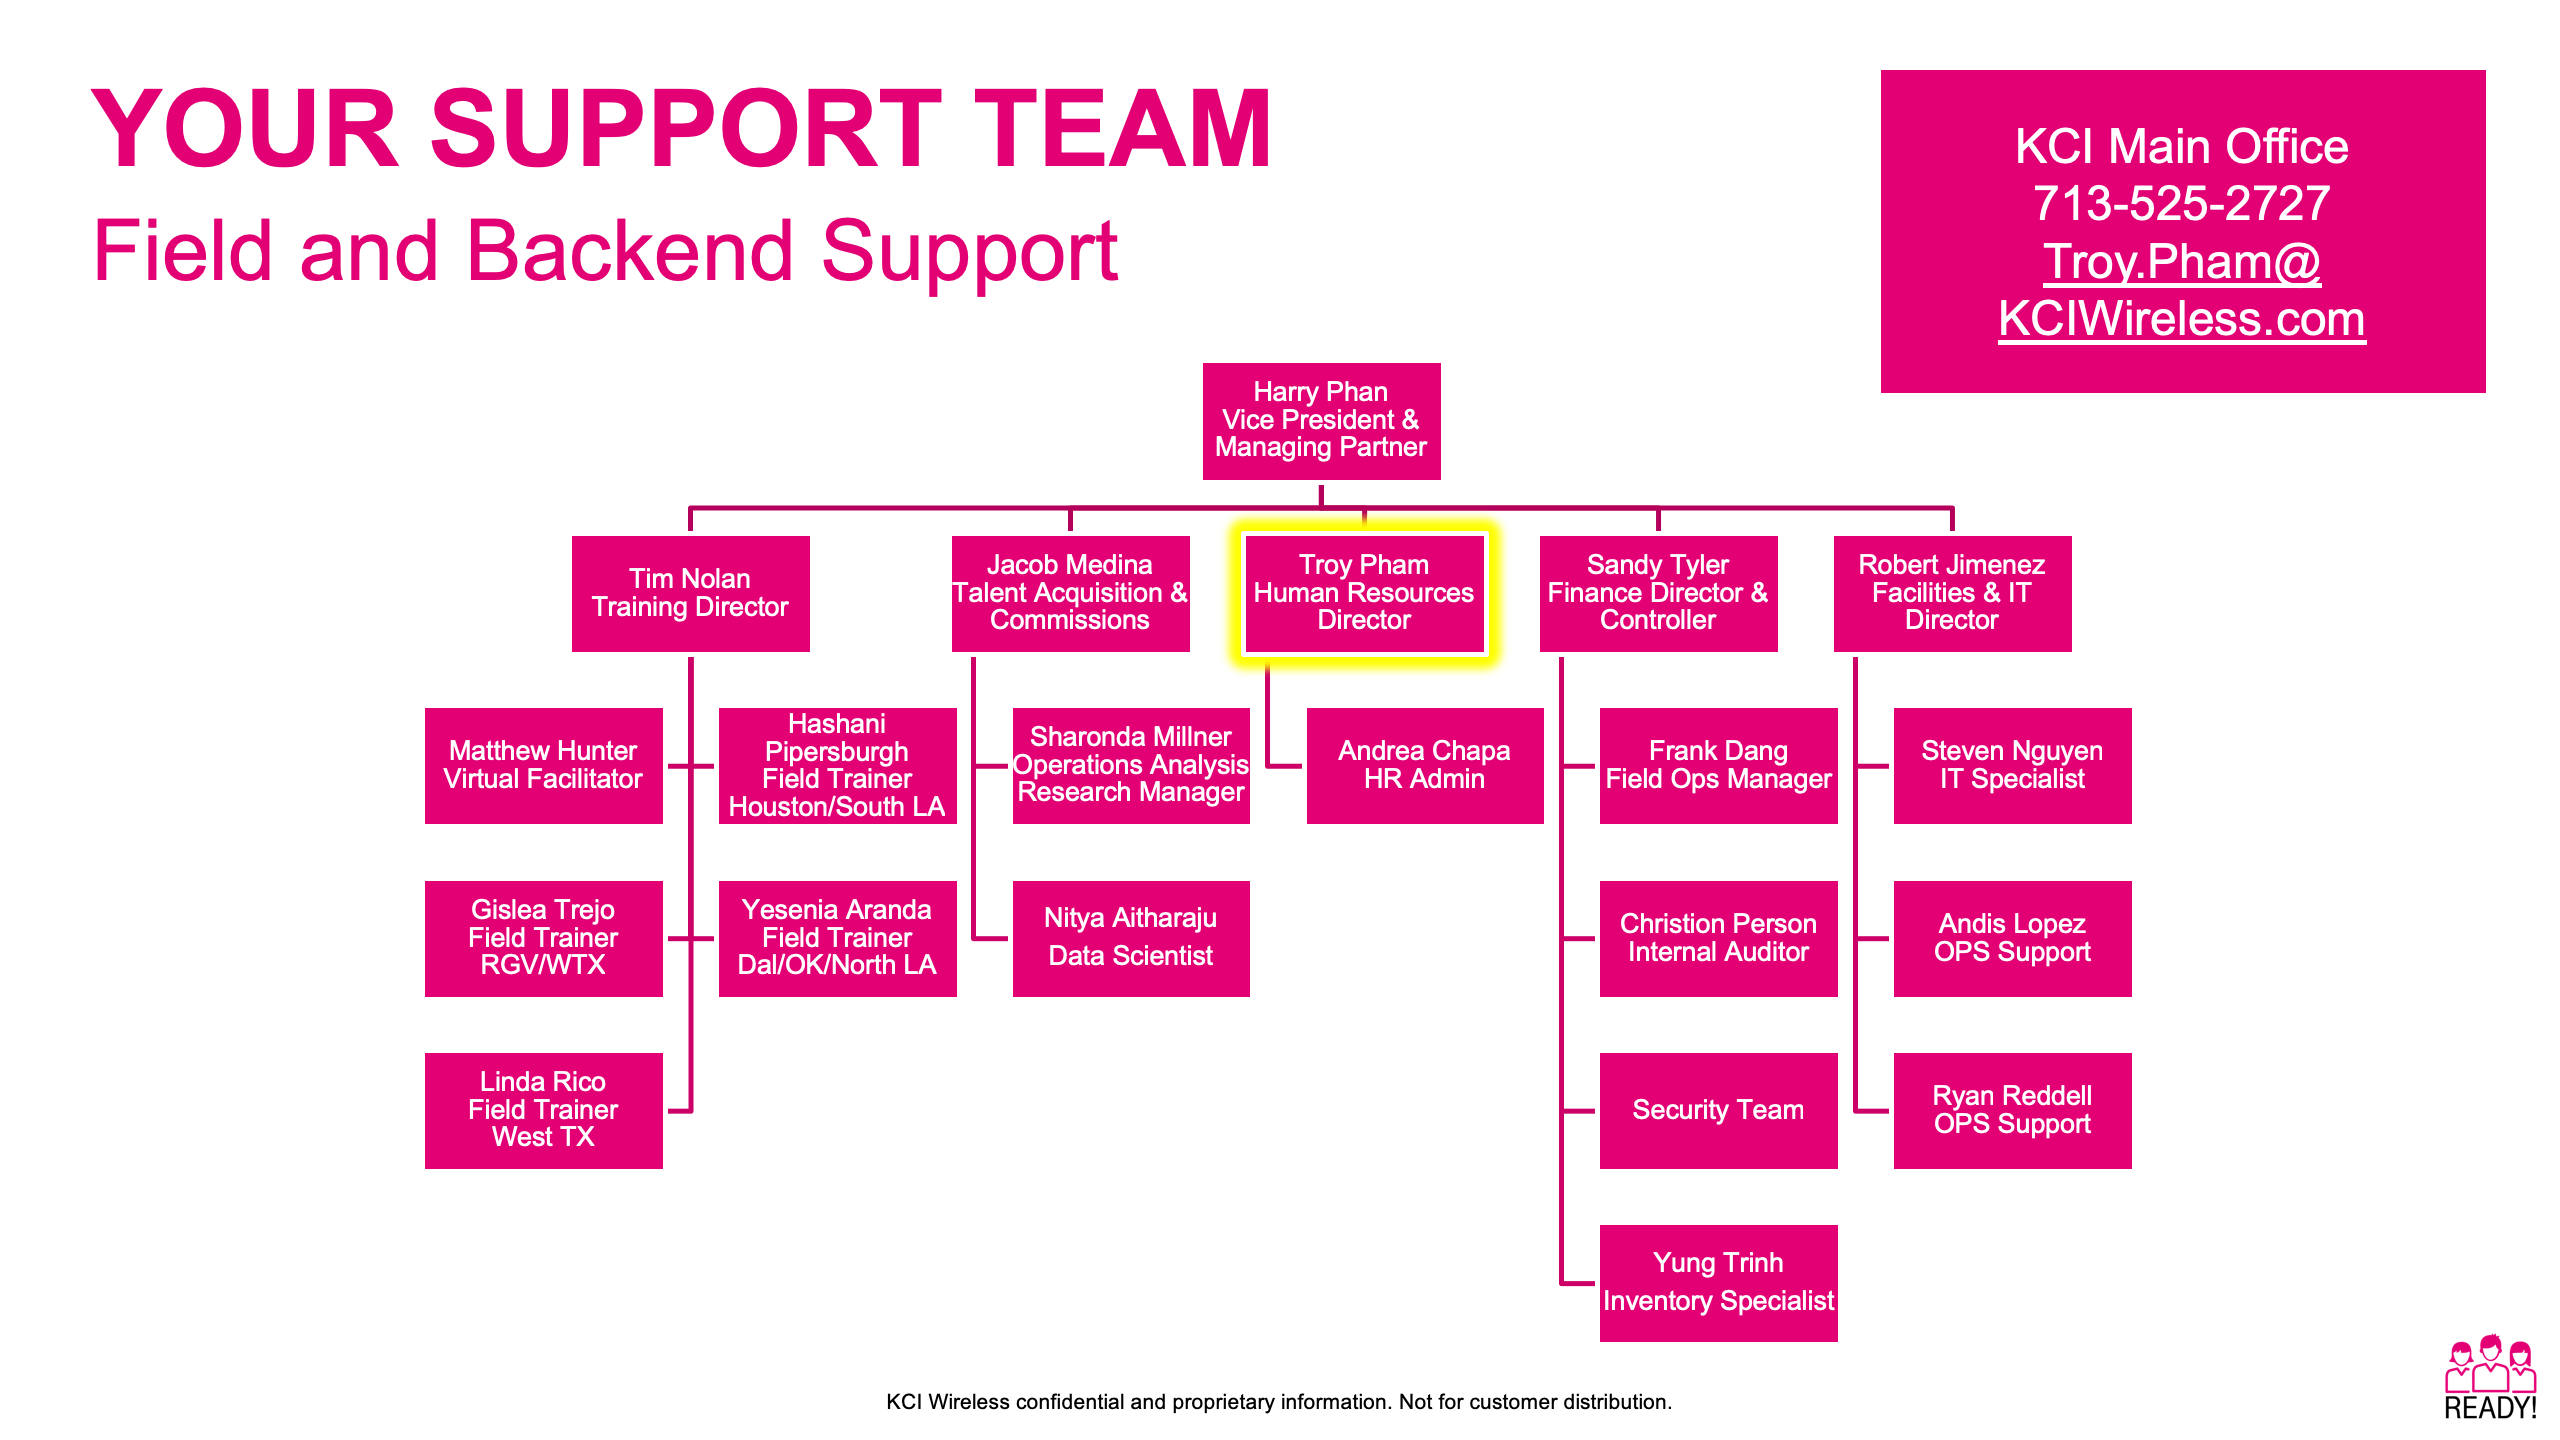 YOUR SUPPORT TEAM
Field and Backend Support
KCI Main Office
713-525-2727
Troy.Pham@
KCIWireless.com
Harry Phan
Vice President &
Managing Partner
Tim Nolan
Training Director
Jacob Medina
Talent Acquisition &
Commissions
Troy Pham
Human Resources
Director
Sandy Tyler
Finance Director &
Controller
Robert Jimenez
Facilities & IT
Director
Matthew Hunter
Virtual Facilitator
Hashani
Pipersburgh
Field Trainer
Houston/South LA
Sharonda Millner
Operations Analysis
Research Manager
Andrea Chapa
HR Admin
Frank Dang
Field Ops Manager
Steven Nguyen
IT Specialist
Gislea Trejo
Field Trainer
RGV/WTX
Yesenia Aranda
Field Trainer
Dal/OK/North LA
Nitya Aitharaju
Data Scientist
Christion Person
Internal Auditor
Andis Lopez
OPS Support
Linda Rico
Field Trainer
West TX
Security Team
Ryan Reddell
OPS Support
Yung Trinh
Inventory Specialist
KCI Wireless confidential and proprietary information. Not for customer distribution.
READY!